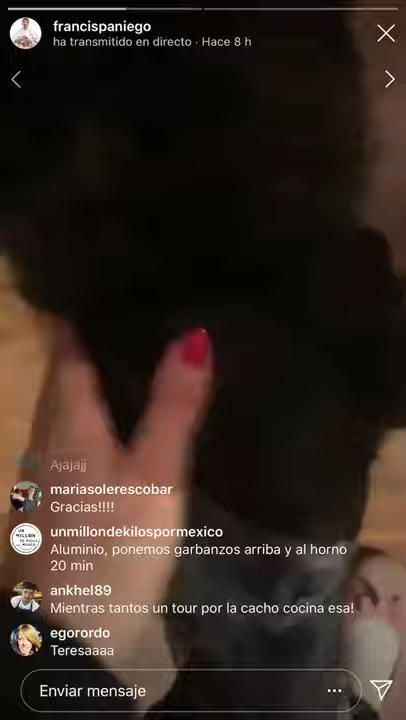 francispaniego
ha transmitido en directo · Hace 8 h
Ajajajj
mariasolerescobar
Gracias!!!!
unmillondekilospormexico
Aluminio, ponemos garbanzos arriba y al horno
20 min
ankhel89
Mientras tantos un tour por la cacho cocina esa!
egorordo
Teresaaaa
Enviar mensaje